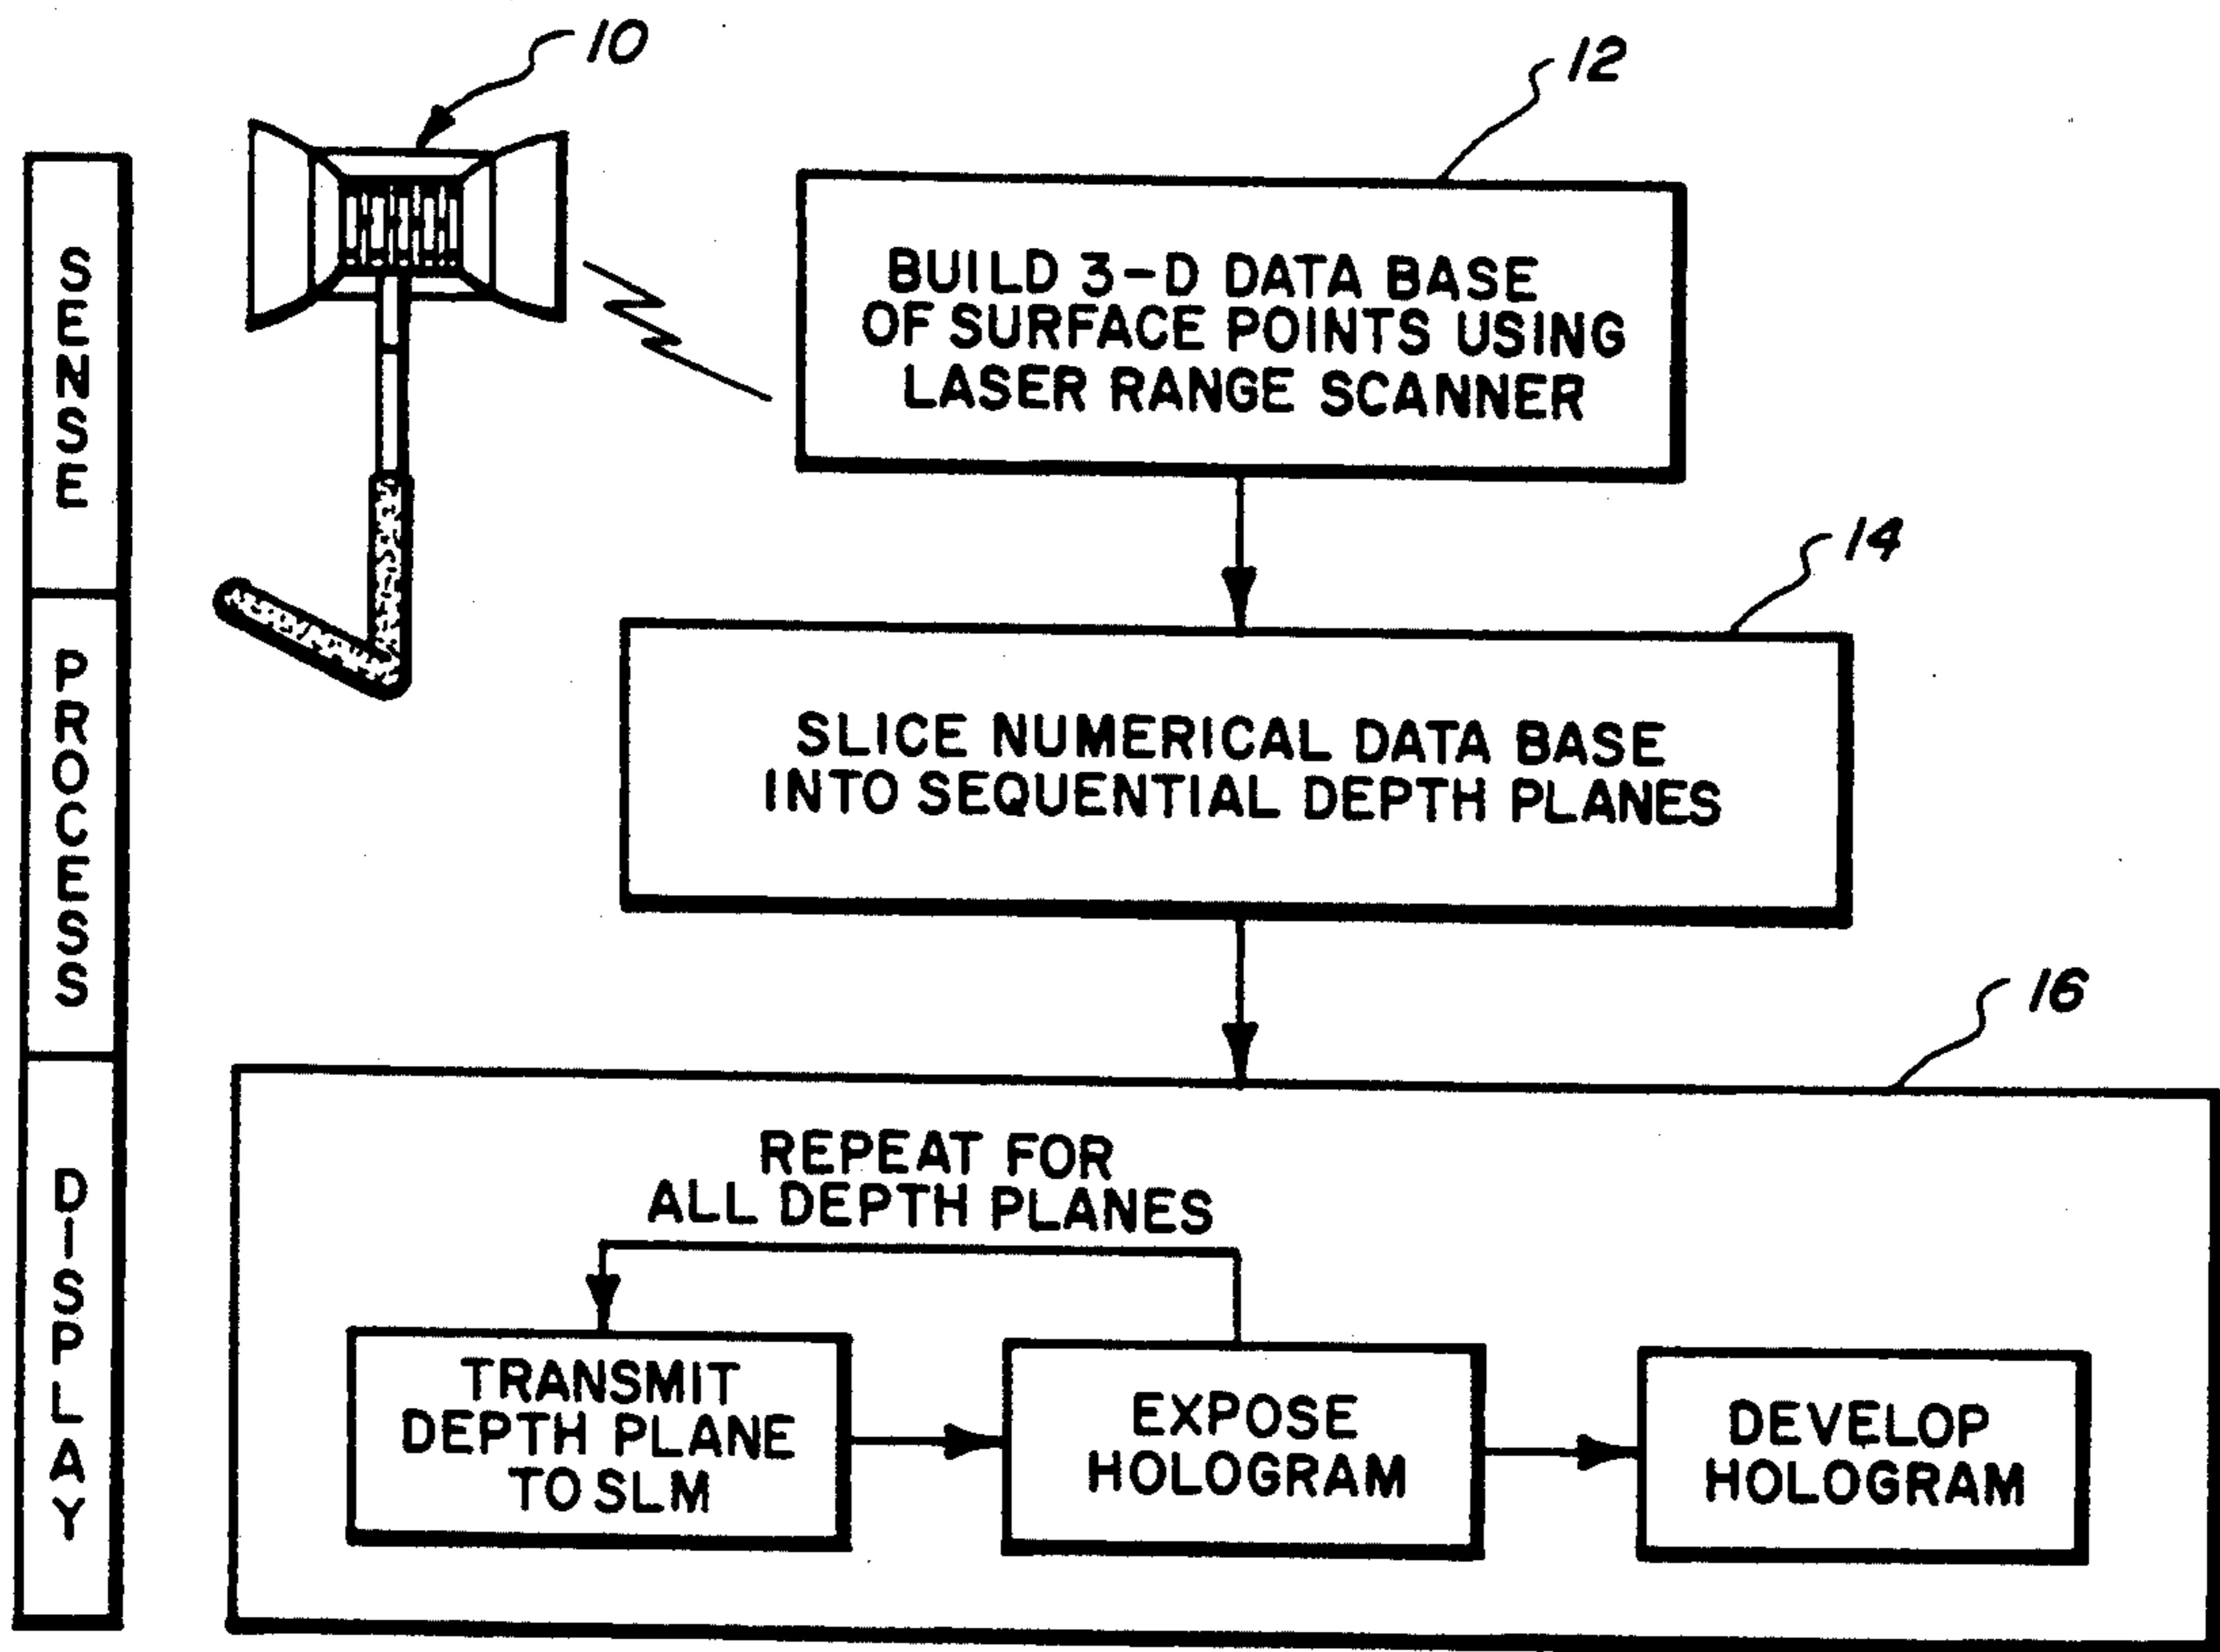 10
12
SENSE
BUILD 3-D DATA BASE
OF SURFACE POINTS USING
LASER RANGE SCANNER
14
PROCESS
SLICE NUMERICAL DATA BASE
INTO SEQUENTIAL DEPTH PLANES
16
DISPLAY
REPEAT FOR
ALL DEPTH PLANES
TRANSMIT
DEPTH PLANE
TO SLM
EXPOSE
HOLOGRAM
DEVELOP
HOLOGRAM